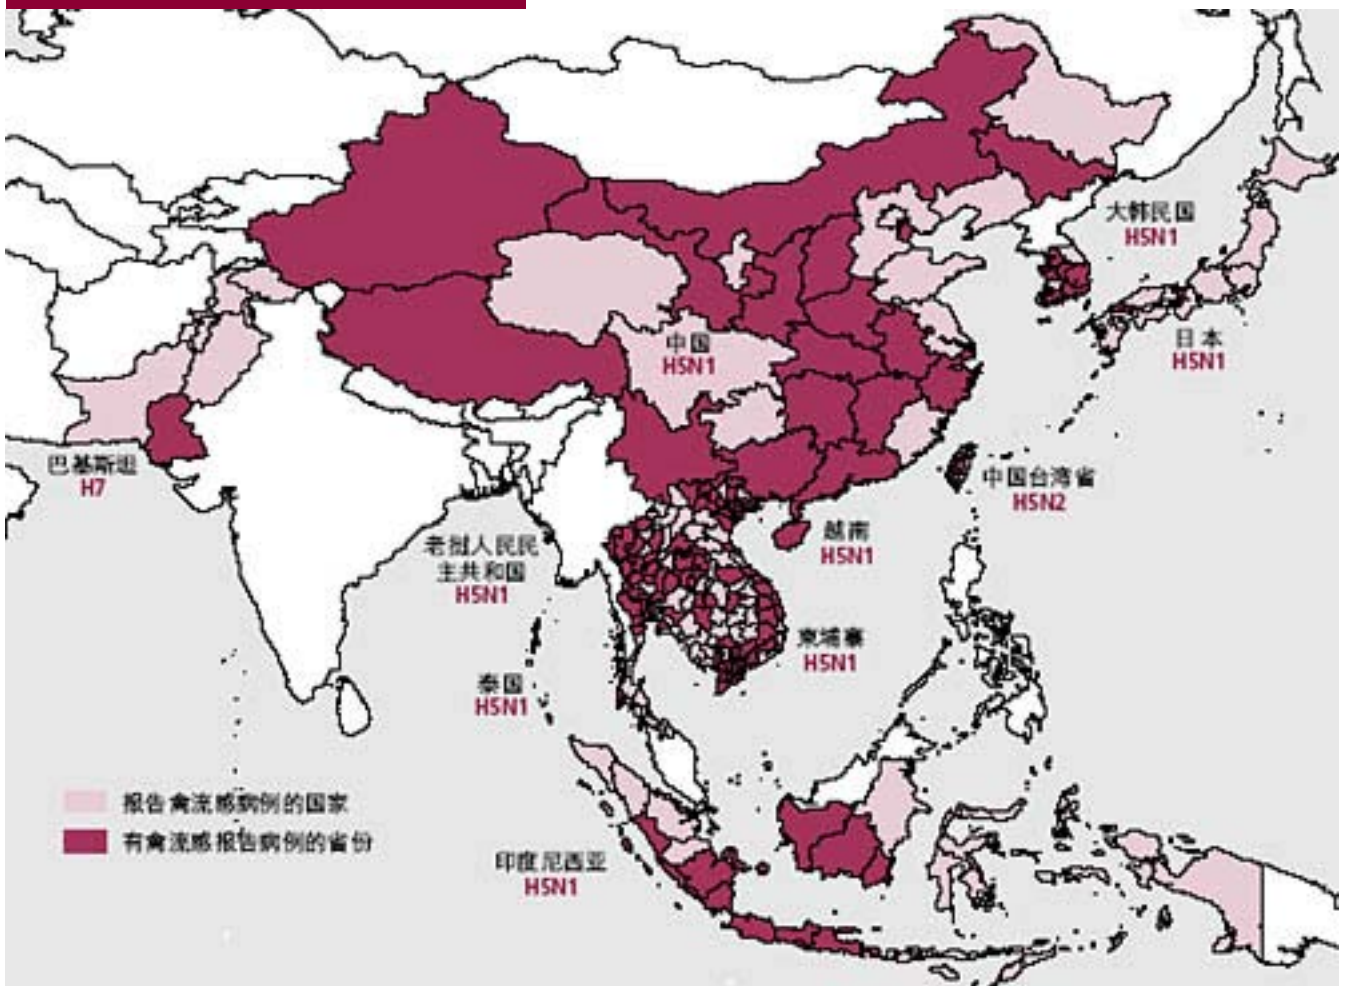 大韩民国
H5N1
日本
H5N1
中国
H5N1
巴基斯坦
H7
中国台湾省
H5N2
越南
H5N1
老挝人民民
主共和国
H5N1
柬埔寨
H5N1
泰国
H5N1
报告禽流感病例的国家
有禽流感报告病例的省份
印度尼西亚
H5N1